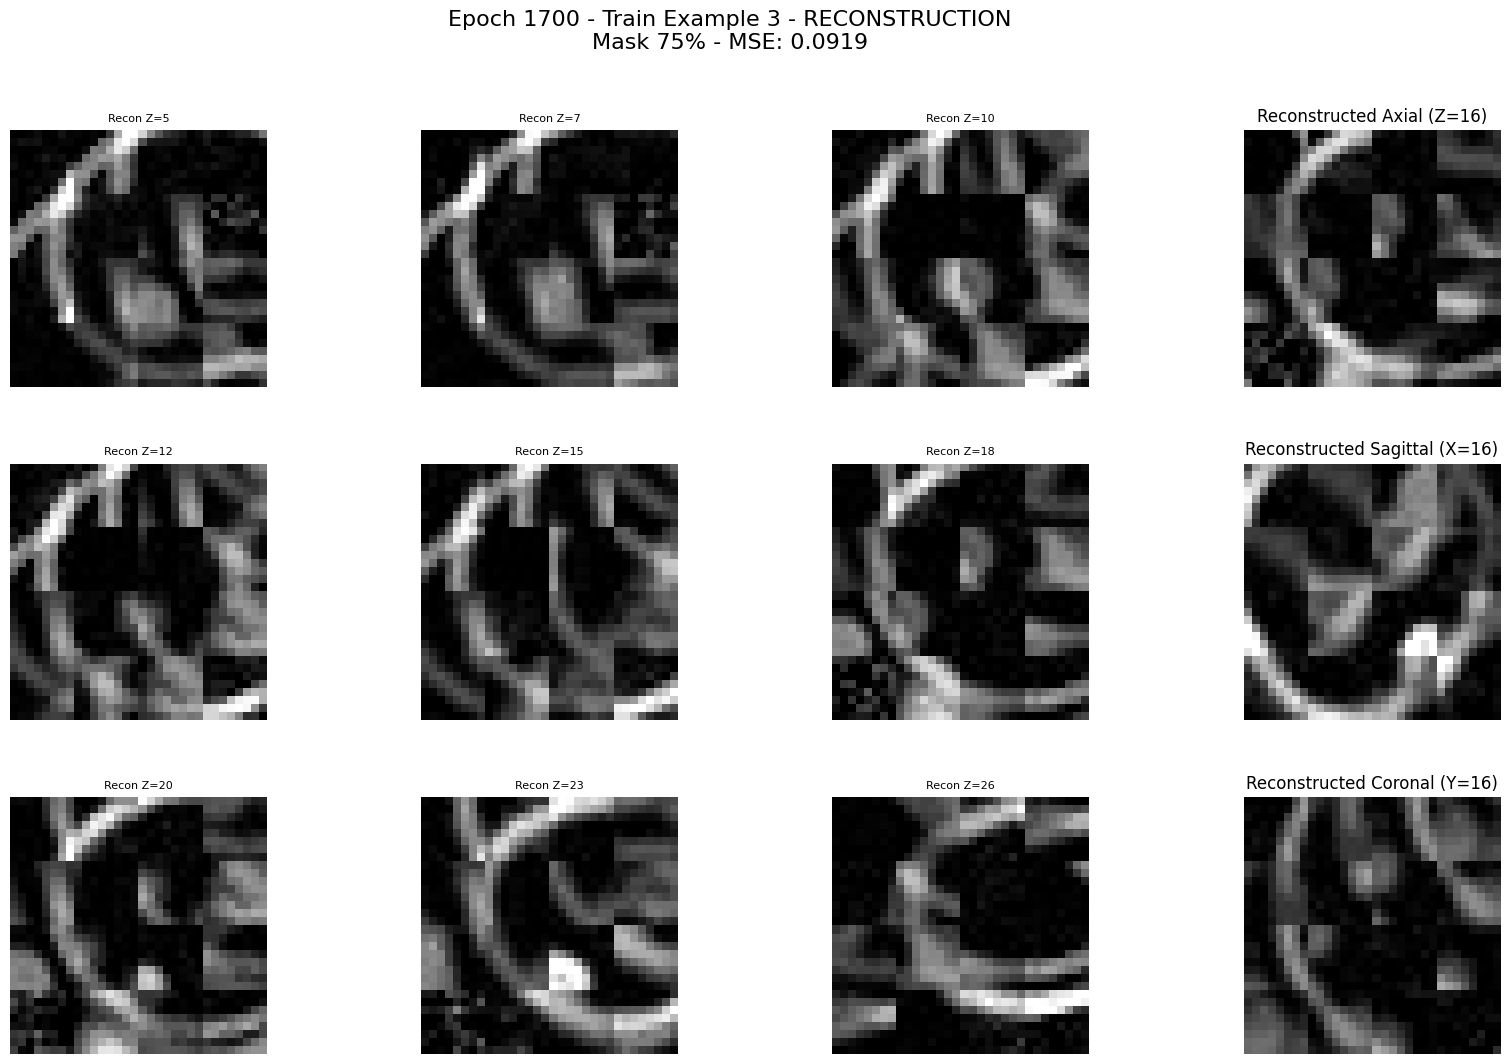 Epoch 1700 - Train Example 3 - RECONSTRUCTION
Mask 75% - MSE: 0.0919
Recon Z=5
Recon Z=7
Recon Z=10
Reconstructed Axial (Z=16)
Recon Z=12
Recon Z=15
Recon Z=18
Reconstructed Sagittal (X=16)
Recon Z=20
Recon Z=23
Recon Z=26
Reconstructed Coronal (Y=16)